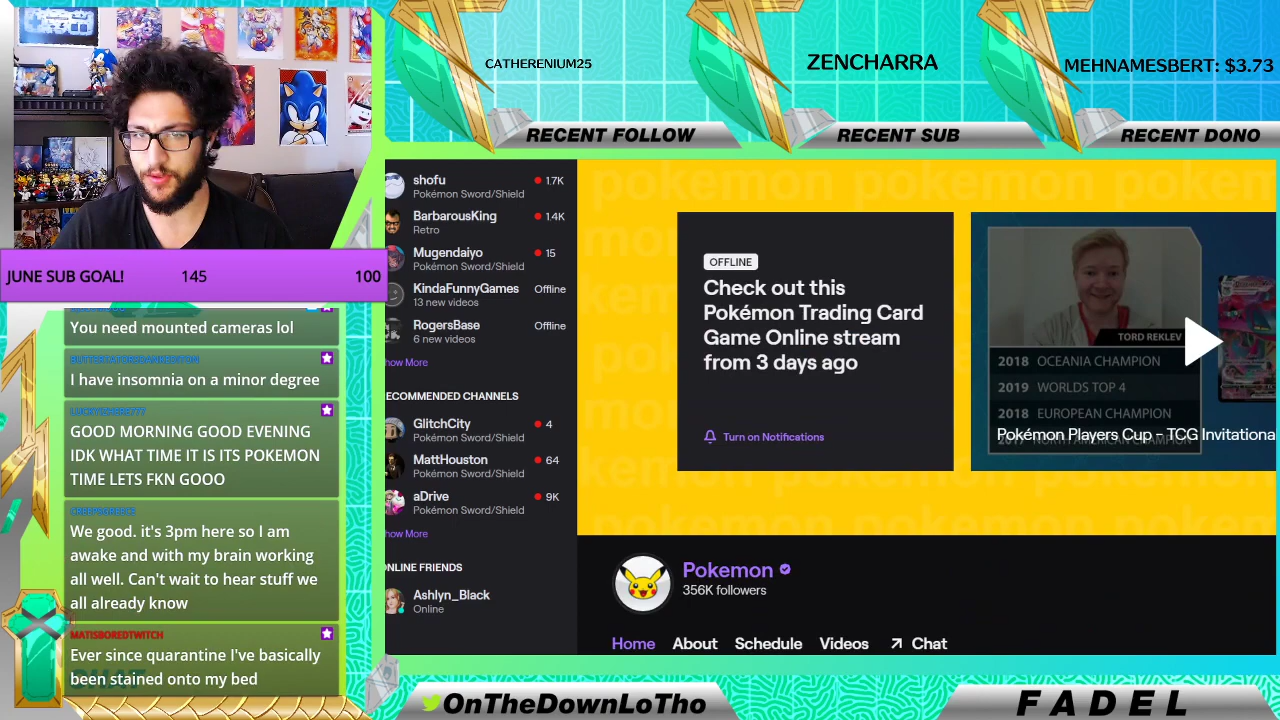 CATHERENIUM25
ZENCHARRA
MEHNAMESBERT: $3.73
RECENT FOLLOW
RECENT SUB
RECENT DONO
JUNE SUB GOAL! 145 100
You need mounted cameras lol
I have insomnia on a minor degree
GOOD MORNING GOOD EVENING
IDK WHAT TIME IT IS ITS POKEMON
TIME LETS FKN GOOO
We good. it's 3pm here so I am
awake and with my brain working
all well. Can't wait to hear stuff we
all already know
MATISBOREDTWITCH
Ever since quarantine I've basically
been stained onto my bed
shofu 1.7K
Pokémon Sword/Shield
BarbarousKing 1.4K
Retro
Mugendaiyo 15
Pokémon Sword/Shield
KindaFunnyGames Offline
13 new videos
RogersBase Offline
6 new videos
how More
ECOMMENDED CHANNELS
GlitchCity 4
Pokémon Sword/Shield
MattHouston 64
Pokémon Sword/Shield
aDrive 9K
Pokémon Sword/Shield
how More
NLINE FRIENDS
Ashlyn_Black
Online
OFFLINE
Check out this
Pokémon Trading Card
Game Online stream
from 3 days ago
Turn on Notifications
TORD REKLEV
2018 OCEANIA CHAMPION
2019 WORLDS TOP 4
2018 EUROPEAN CHAMPION
Pokémon Players Cup - TCG Invitationa
Pokemon
356K followers
Home About Schedule Videos Chat
OnTheDownLoTho
FADEL